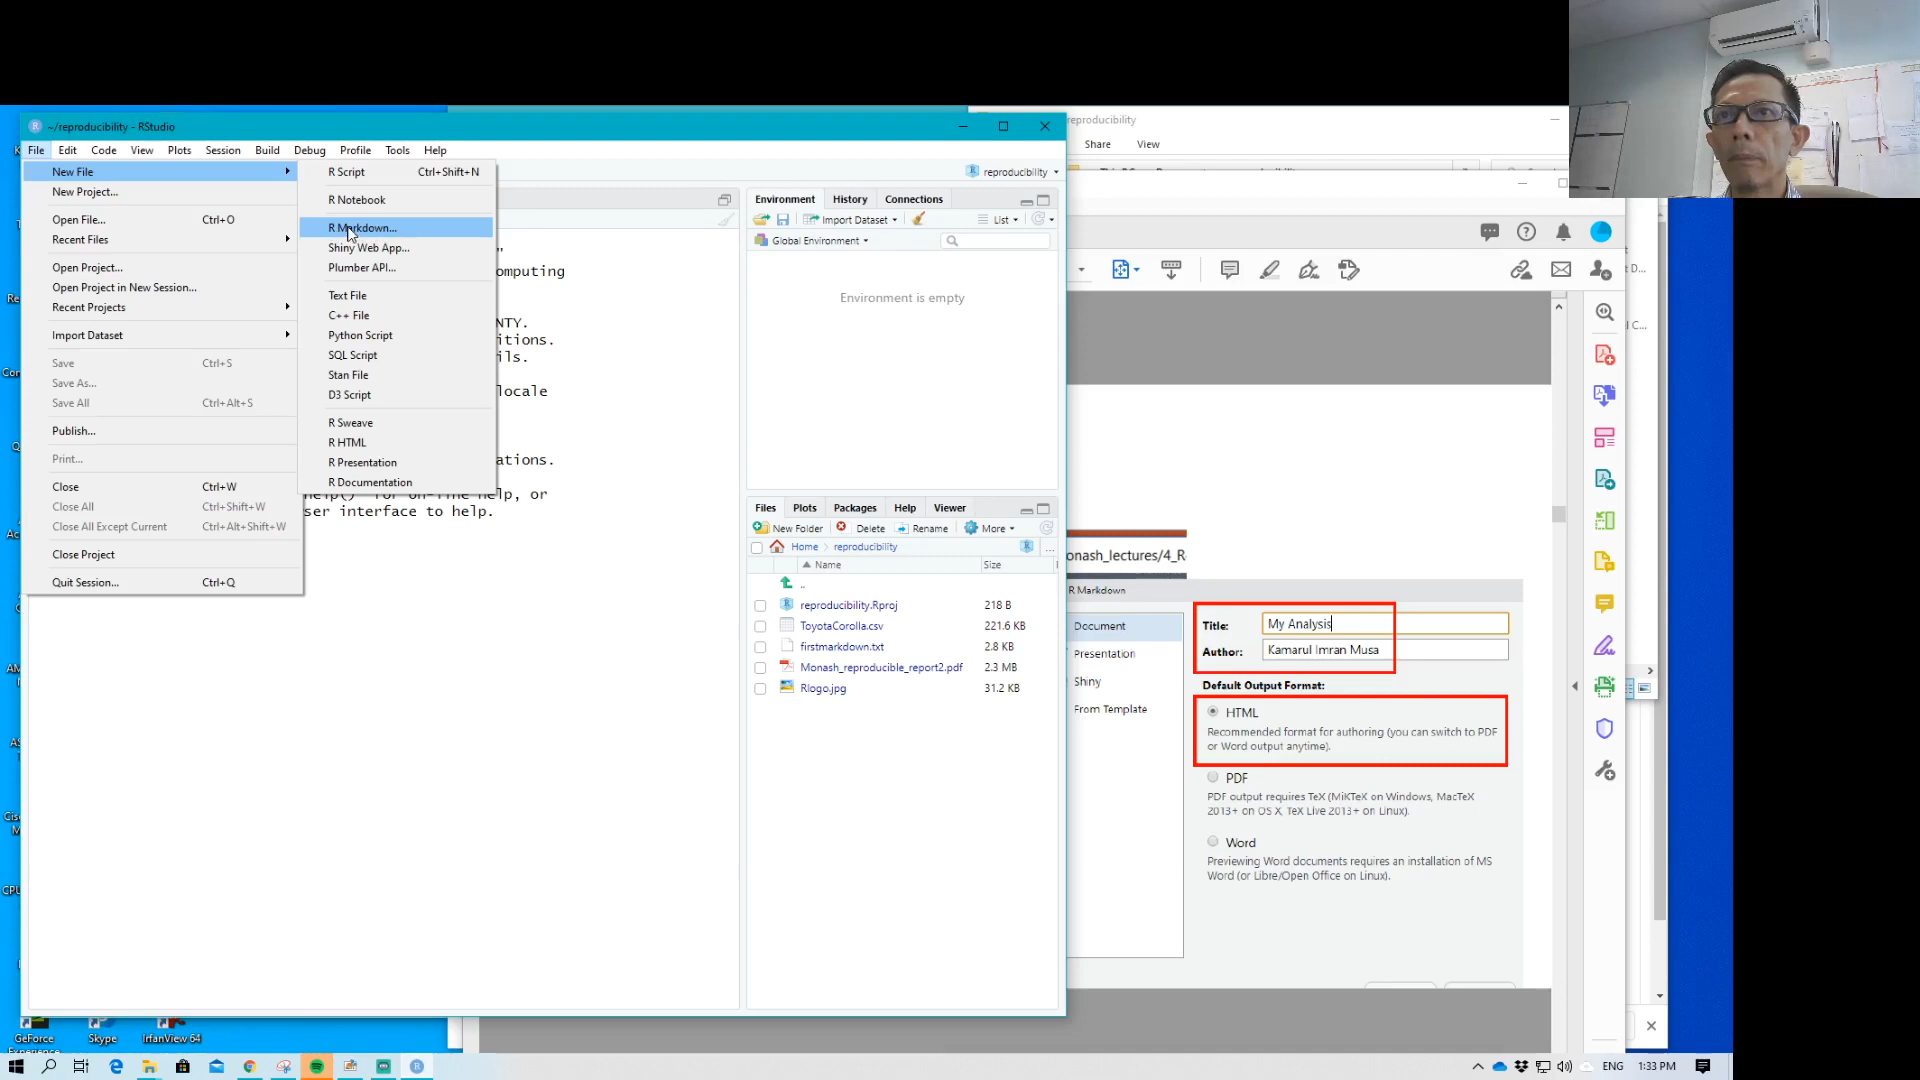 ~/reproducibility - RStudio
File Edit Code View Plots Session Build Debug Profile Tools Help
New File
New Project...
Open File... Ctrl+O
Recent Files
Open Project...
Open Project in New Session...
Recent Projects
Import Dataset
Save Ctrl+S
Save As...
Save All Ctrl+Alt+S
Publish...
Print...
Close Ctrl+W
Close All Ctrl+Shift+W
Close All Except Current Ctrl+Alt+Shift+W
Close Project
Quit Session... Ctrl+Q
R Script Ctrl+Shift+N
R Notebook
R Markdown...
Shiny Web App...
Plumber API...
Text File
C++ File
Python Script
SQL Script
Stan File
D3 Script
R Sweave
R HTML
R Presentation
R Documentation
"
omputing
NTY.
itions.
ils.
locale
ations.
help()' for on-line help, or
ser interface to help.
reproducibility
Environment History Connections
Import Dataset List
Global Environment
Environment is empty
Files Plots Packages Help Viewer
New Folder Delete Rename More
Home reproducibility ...
Name Size
..
reproducibility.Rproj 218 B
ToyotaCorolla.csv 221.6 KB
firstmarkdown.txt 2.8 KB
Monash_reproducible_report2.pdf 2.3 MB
Rlogo.jpg 31.2 KB
reproducibility
Share View
D...
l C...
onash_lectures/4_R
R Markdown
Document
Presentation
Shiny
From Template
Title: My Analysis
Author: Kamarul Imran Musa
Default Output Format:
HTML
Recommended format for authoring (you can switch to PDF
or Word output anytime).
PDF
PDF output requires TeX (MiKTeX on Windows, MacTeX
2013+ on OS X, TeX Live 2013+ on Linux).
Word
Previewing Word documents requires an installation of MS
Word (or Libre/Open Office on Linux).
GeForce
Experience
Skype
IrfanView 64
ENG 1:33 PM